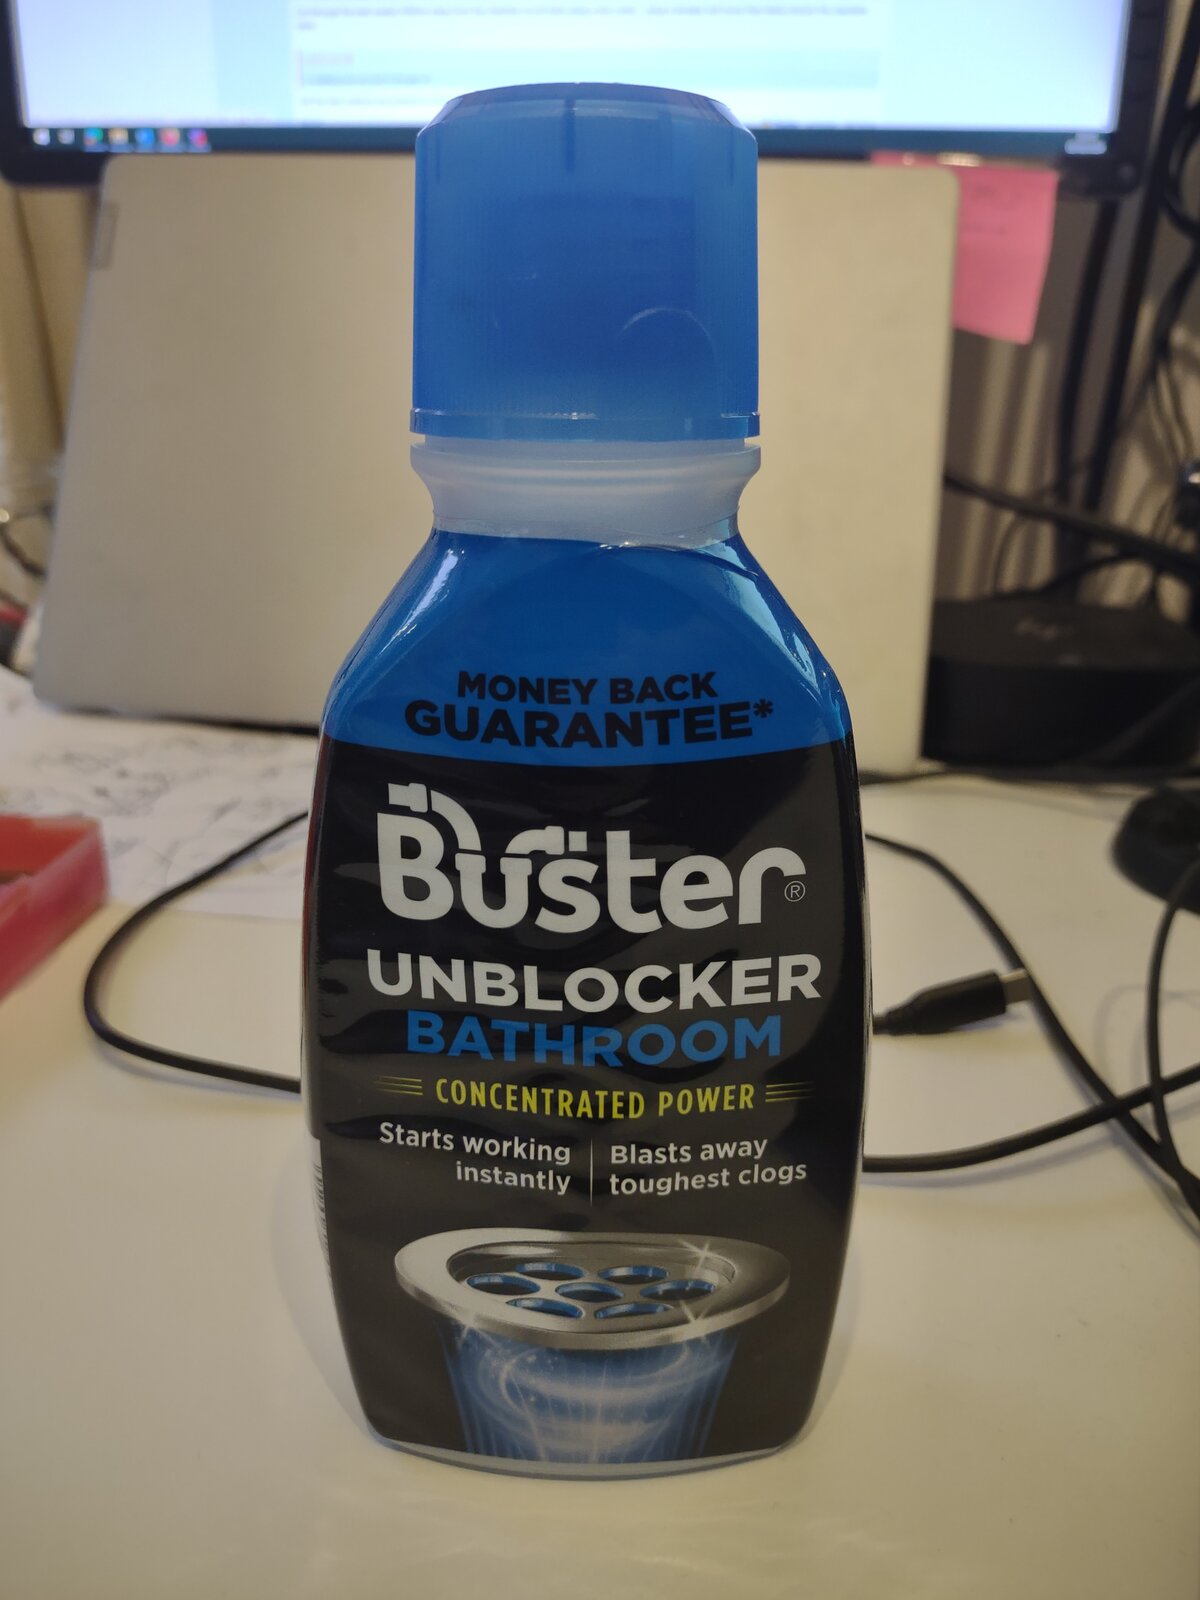 MONEY BACK
GUARANTEE*
Buster®
UNBLOCKER
BATHROOM
CONCENTRATED POWER
Starts working
instantly
Blasts away
toughest clogs